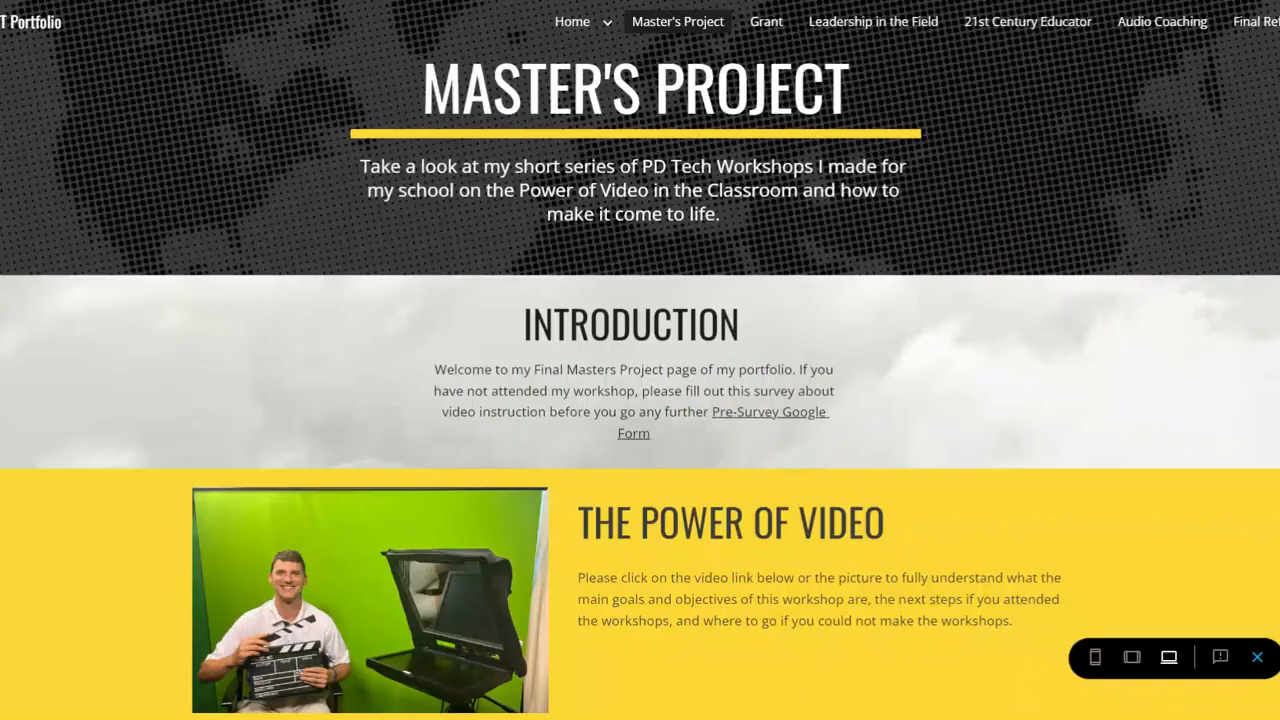 T Portfolio
Home Master's Project Grant Leadership in the Field 21st Century Educator Audio Coaching Final
MASTER'S PROJECT
Take a look at my short series of PD Tech Workshops I made for
my school on the Power of Video in the Classroom and how to
make it come to life.
INTRODUCTION
Welcome to my Final Masters Project page of my portfolio. If you
have not attended my workshop, please fill out this survey about
video instruction before you go any further Pre-Survey Google
Form
THE POWER OF VIDEO
Please click on the video link below or the picture to fully understand what the
main goals and objectives of this workshop are, the next steps if you attended
the workshops, and where to go if you could not make the workshops.